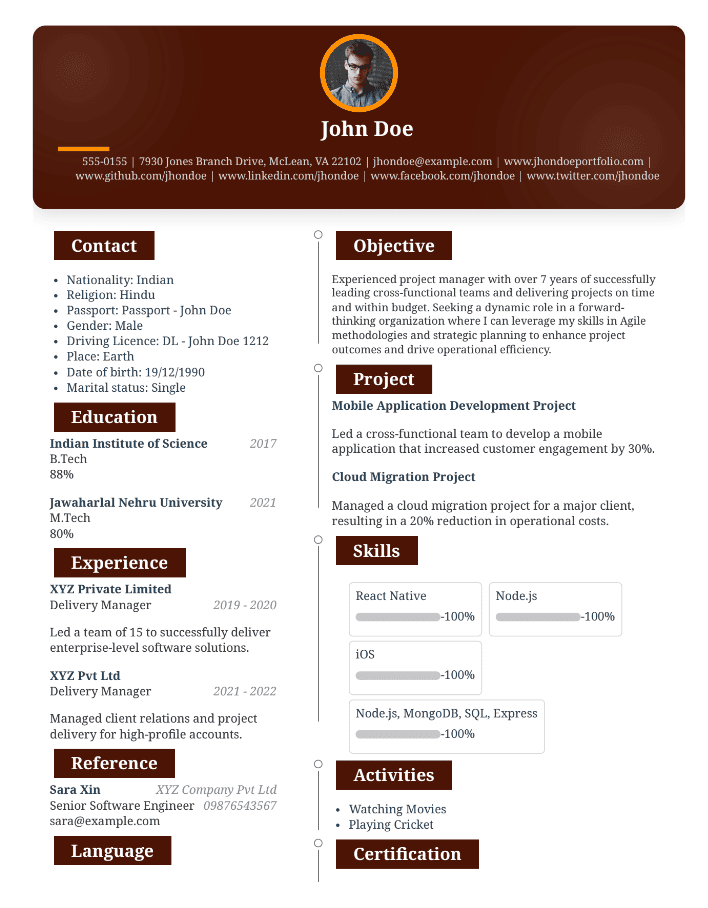 John Doe
555-0155 | 7930 Jones Branch Drive, McLean, VA 22102 | jhondoe@example.com | www.jhondoeportfolio.com |
www.github.com/jhondoe | www.linkedin.com/jhondoe | www.facebook.com/jhondoe | www.twitter.com/jhondoe
Contact
• Nationality: Indian
• Religion: Hindu
• Passport: Passport - John Doe
• Gender: Male
• Driving Licence: DL - John Doe 1212
• Place: Earth
• Date of birth: 19/12/1990
• Marital status: Single
Education
Indian Institute of Science 2017
B.Tech
88%
Jawaharlal Nehru University 2021
M.Tech
80%
Experience
XYZ Private Limited
Delivery Manager 2019 - 2020
Led a team of 15 to successfully deliver
enterprise-level software solutions.
XYZ Pvt Ltd
Delivery Manager 2021 - 2022
Managed client relations and project
delivery for high-profile accounts.
Reference
Sara Xin XYZ Company Pvt Ltd
Senior Software Engineer 09876543567
sara@example.com
Language
Objective
Experienced project manager with over 7 years of successfully
leading cross-functional teams and delivering projects on time
and within budget. Seeking a dynamic role in a forward-
thinking organization where I can leverage my skills in Agile
methodologies and strategic planning to enhance project
outcomes and drive operational efficiency.
Project
Mobile Application Development Project
Led a cross-functional team to develop a mobile
application that increased customer engagement by 30%.
Cloud Migration Project
Managed a cloud migration project for a major client,
resulting in a 20% reduction in operational costs.
Skills
React Native
-100%
Node.js
-100%
iOS
-100%
Node.js, MongoDB, SQL, Express
-100%
Activities
• Watching Movies
• Playing Cricket
Certification